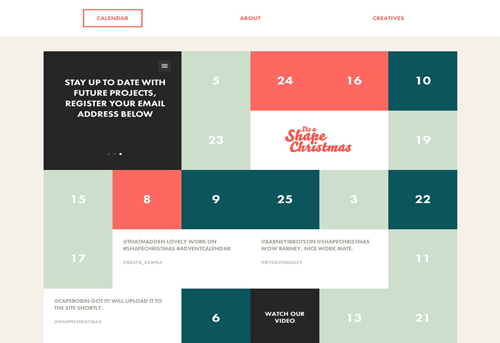 CALENDAR
ABOUT
CREATIVES
STAY UP TO DATE WITH
FUTURE PROJECTS,
REGISTER YOUR EMAIL
ADDRESS BELOW
5
24
16
10
23
It's a
Shape
Christmas
19
15
8
9
25
3
22
17
@THATMADDEN LOVELY WORK ON
#SHAPECHRISTMAS #ADVENTCALENDAR
@BEATA_SAWKA
@BARNEYIBBOTSON @SHAPECHRISTMAS
WOW BARNEY, NICE WORK MATE.
@BYDAVIDBAILEY
11
@CAPEROBIN GOT IT! WILL UPLOAD IT TO
THE SITE SHORTLY.
@SHAPECHRISTMAS
6
WATCH OUR
VIDEO
13
21